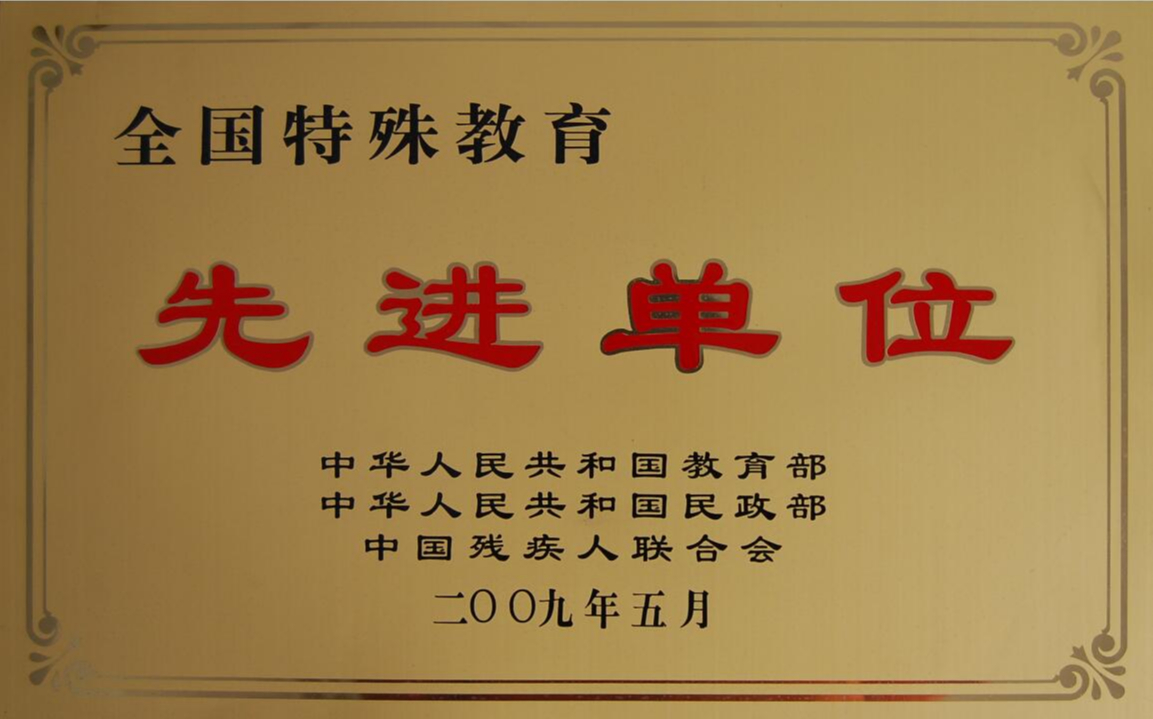 全国特殊教育
先进单位
中华人民共和国教育部
中华人民共和国民政部
中国残疾人联合会
二〇〇九年五月